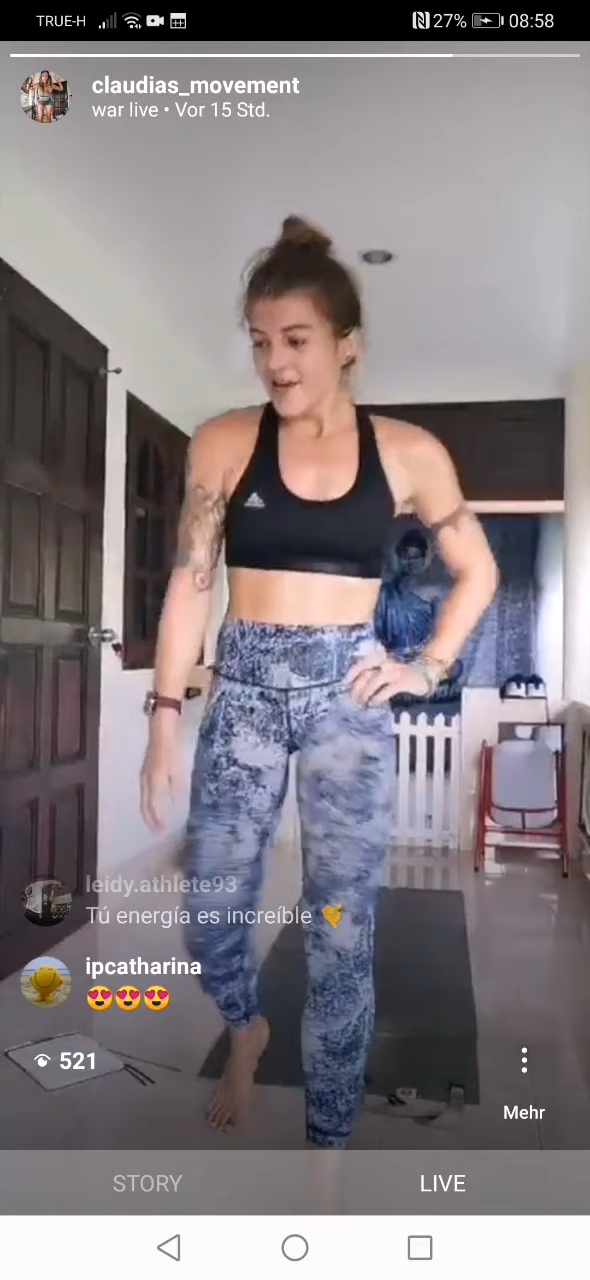 TRUE-H 27% 08:58
claudias_movement
war live • Vor 15 Std.
leidy.athlete93
Tú energía es increíble
ipcatharina
😍😍😍
521
Mehr
STORY LIVE